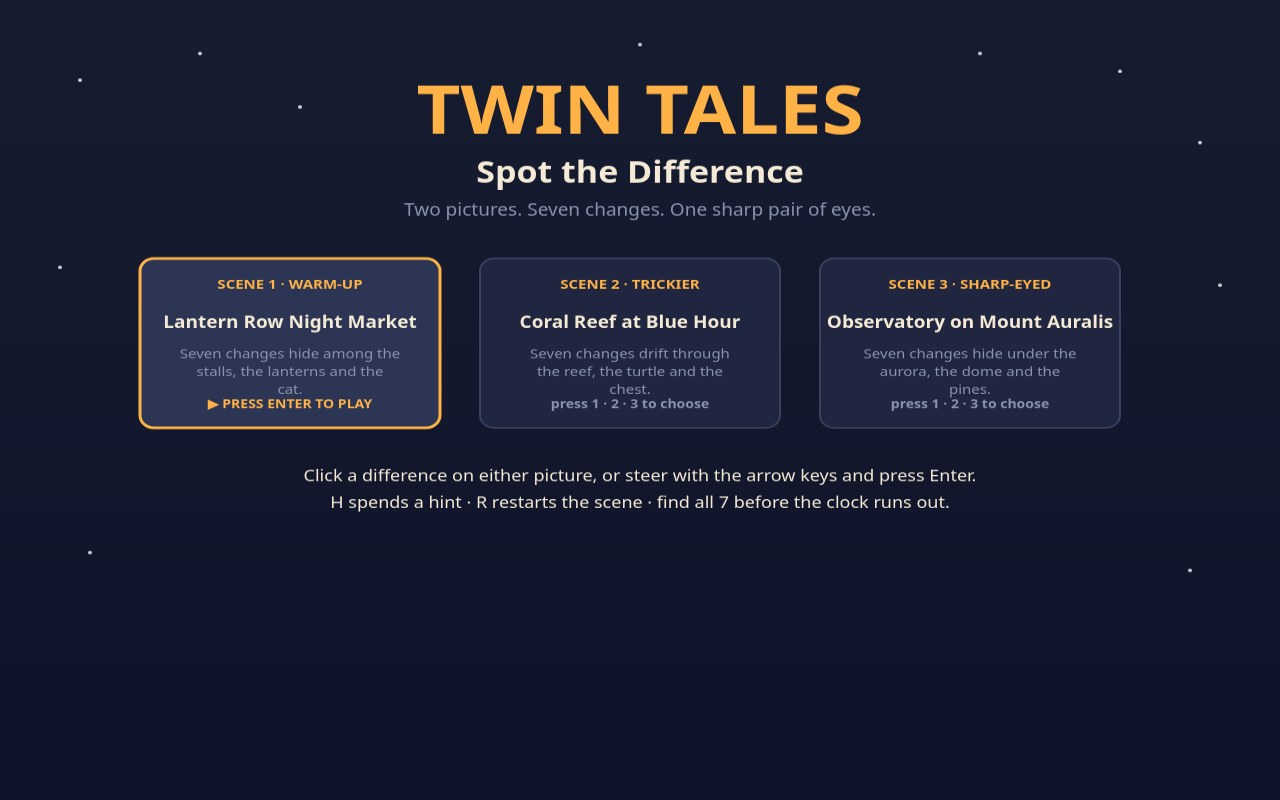 TWIN TALES
Spot the Difference
Two pictures. Seven changes. One sharp pair of eyes.
SCENE 1 · WARM-UP
Lantern Row Night Market
Seven changes hide among the
stalls, the lanterns and the
cat.
▶ PRESS ENTER TO PLAY
SCENE 2 · TRICKIER
Coral Reef at Blue Hour
Seven changes drift through
the reef, the turtle and the
chest.
press 1 · 2 · 3 to choose
SCENE 3 · SHARP-EYED
Observatory on Mount Auralis
Seven changes hide under the
aurora, the dome and the
pines.
press 1 · 2 · 3 to choose
Click a difference on either picture, or steer with the arrow keys and press Enter.
H spends a hint · R restarts the scene · find all 7 before the clock runs out.